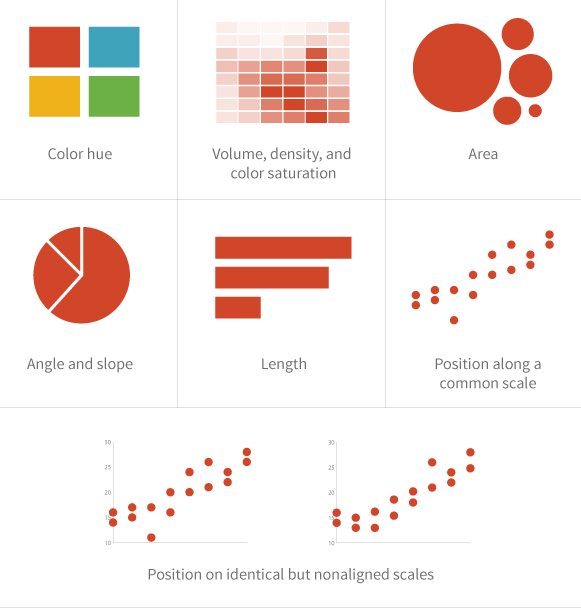 Color hue
Volume, density, and
color saturation
Area
Angle and slope
Length
Position along a
common scale
30
25
20
15
10
30
25
20
15
10
Position on identical but nonaligned scales